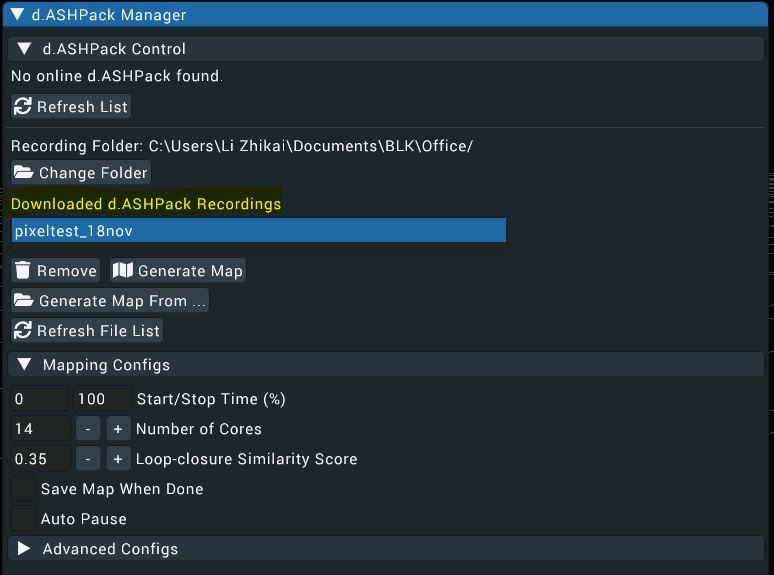 d.ASHPack Manager
d.ASHPack Control
No online d.ASHPack found.
Refresh List
Recording Folder: C:\Users\Li Zhikai\Documents\BLK\Office/
Change Folder
Downloaded d.ASHPack Recordings
pixeltest_18nov
Remove Generate Map
Generate Map From ...
Refresh File List
Mapping Configs
0 100 Start/Stop Time (%)
14 - + Number of Cores
0.35 - + Loop-closure Similarity Score
Save Map When Done
Auto Pause
Advanced Configs